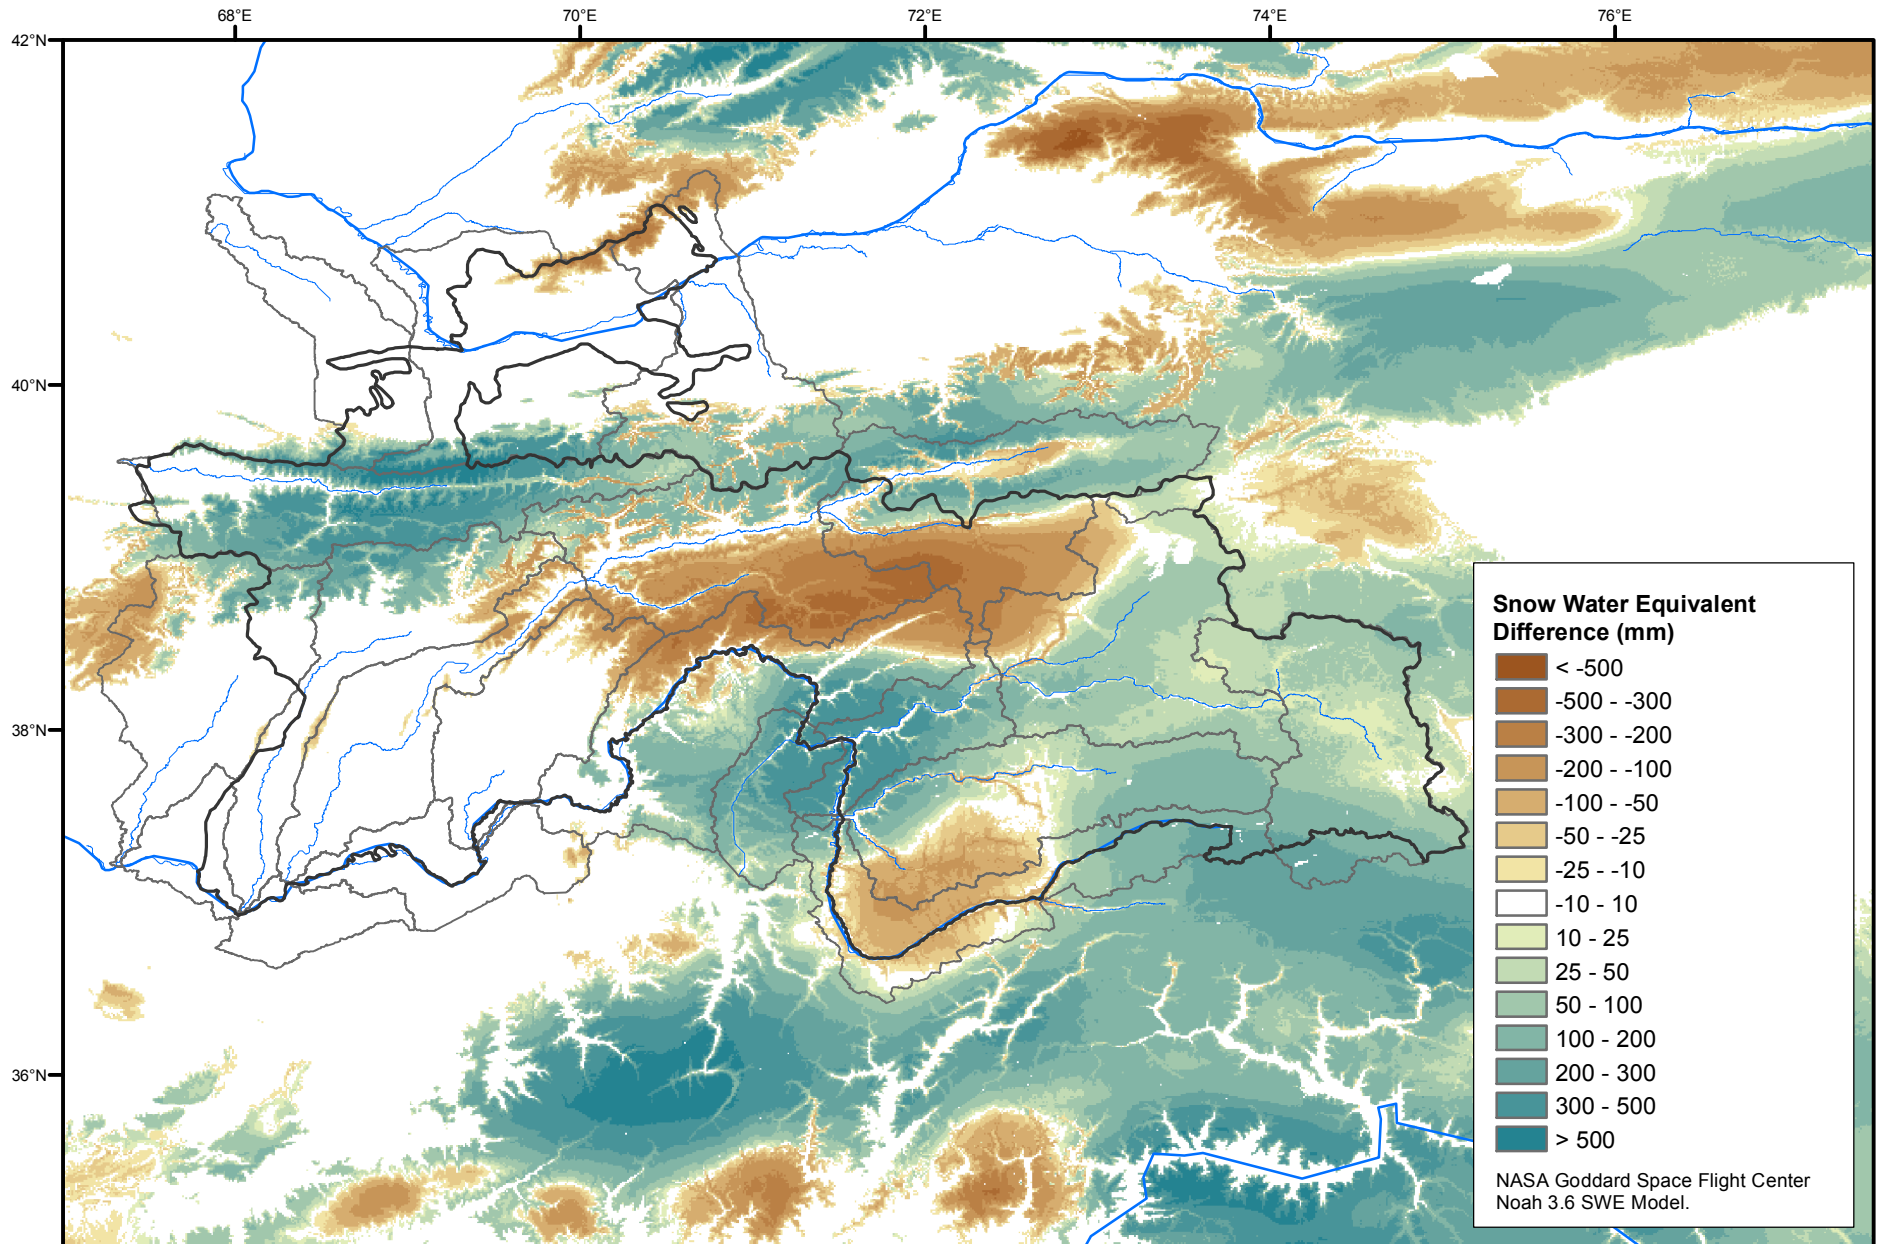 68°E
70°E
72°E
74°E
76°E
42°N
40°N
38°N
36°N
Snow Water Equivalent
Difference (mm)
< -500
-500 - -300
-300 - -200
-200 - -100
-100 - -50
-50 - -25
-25 - -10
-10 - 10
10 - 25
25 - 50
50 - 100
100 - 200
200 - 300
300 - 500
> 500
NASA Goddard Space Flight Center
Noah 3.6 SWE Model.